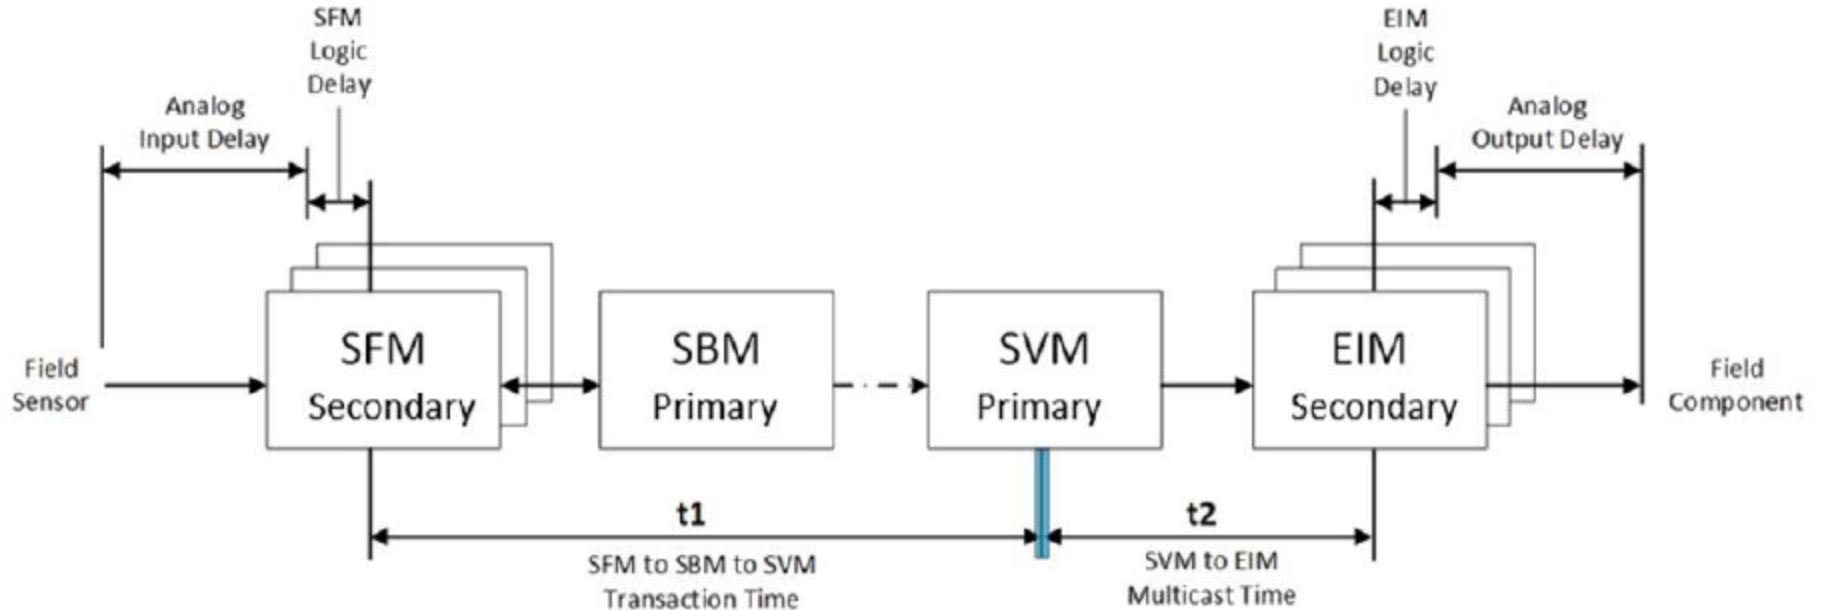 SFM
Logic
Delay
EIM
Logic
Delay
Analog
Input Delay
Analog
Output Delay
Field
Sensor
SFM
Secondary
SBM
Primary
SVM
Primary
EIM
Secondary
Field
Component
t1
SFM to SBM to SVM
Transaction Time
t2
SVM to EIM
Multicast Time